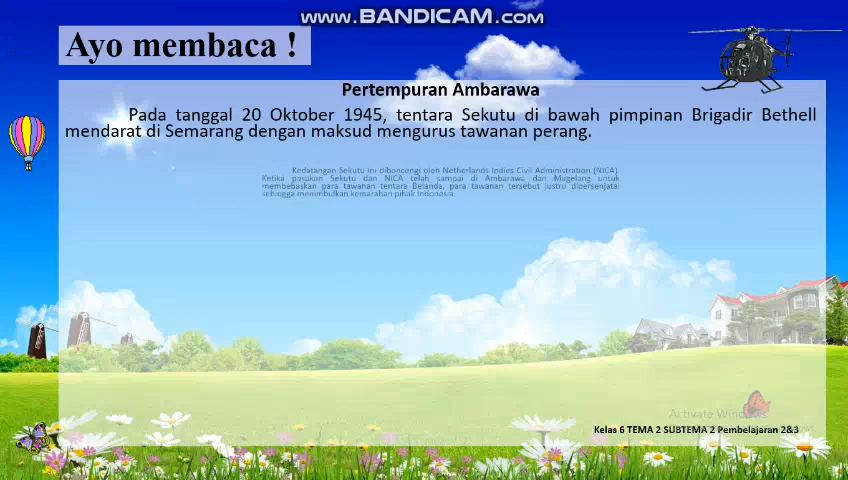 www.BANDICAM.com
Ayo membaca !
Pertempuran Ambarawa
Pada tanggal 20 Oktober 1945, tentara Sekutu di bawah pimpinan Brigadir Bethell
mendarat di Semarang dengan maksud mengurus tawanan perang.
Kedatangan Sekutu ini diboncengi oleh Netherlands Indies Civil Administration (NICA).
Ketika pasukan Sekutu dan NICA telah sampai di Ambarawa dan Magelang untuk
membebaskan para tawanan tentara Belanda, para tawanan tersebut justru dipersenjatai
sehingga menimbulkan kemarahan pihak Indonesia.
Activate Windows
Kelas 6 TEMA 2 SUBTEMA 2 Pembelajaran 2&3